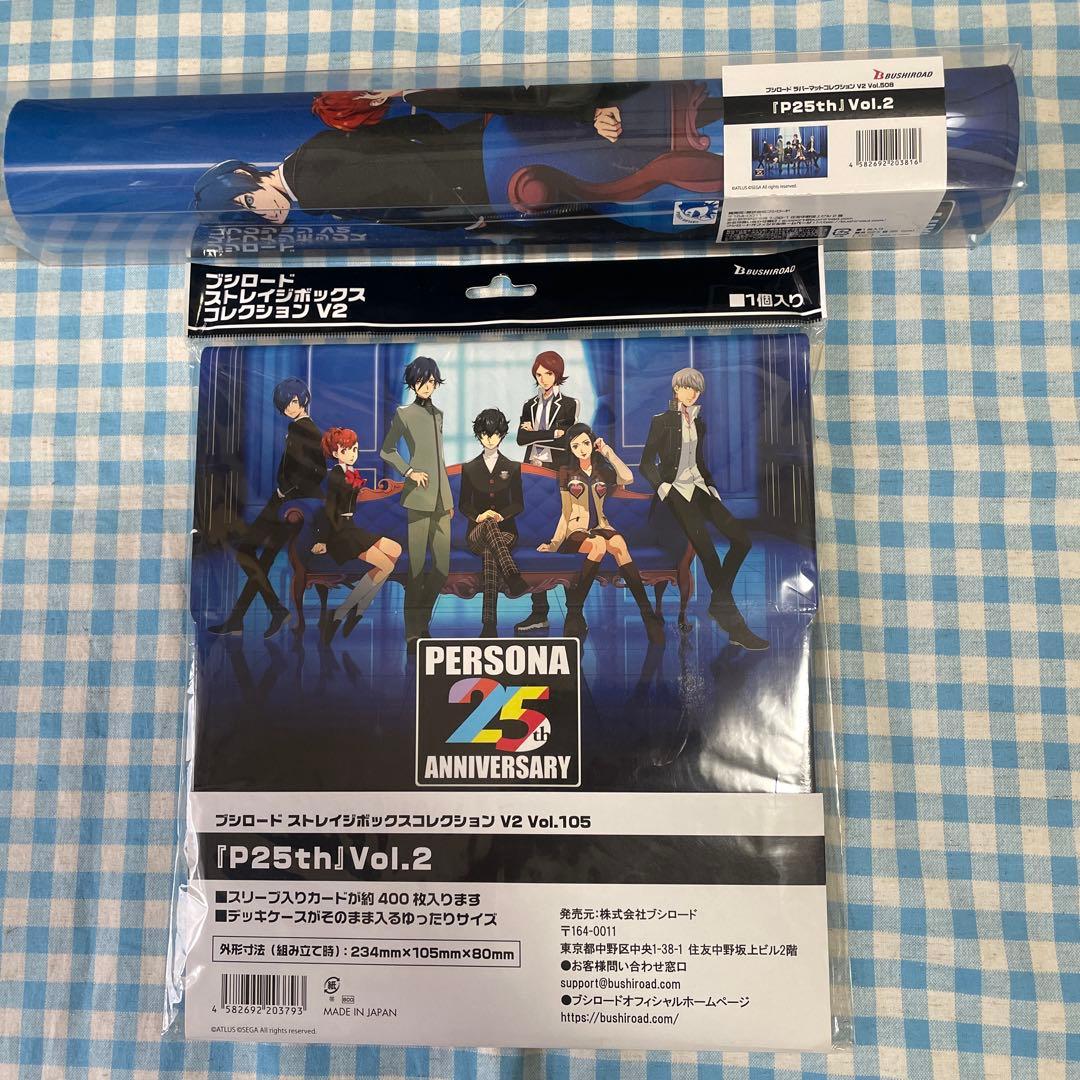 BUSHIROAD
ブシロード ラバーマットコレクション V2 Vol.508
『P25th』Vol.2
4 582692 203816
©ATLUS ©SEGA All rights reserved.
ブシロード
ストレイジボックス
コレクション V2
BUSHIROAD
■1個入り
PERSONA
25th
ANNIVERSARY
ブシロード ストレイジボックスコレクション V2 Vol.105
『P25th』Vol.2
■スリーブ入りカードが約400枚入ります
■デッキケースがそのまま入るゆったりサイズ
外形寸法(組み立て時):234mm×105mm×80mm
4 582692 203793
紙
MADE IN JAPAN
©ATLUS ©SEGA All rights reserved.
発売元:株式会社ブシロード
〒164-0011
東京都中野区中央1-38-1 住友中野坂上ビル2階
●お客様問い合わせ窓口
support@bushiroad.com
●ブシロードオフィシャルホームページ
https://bushiroad.com/